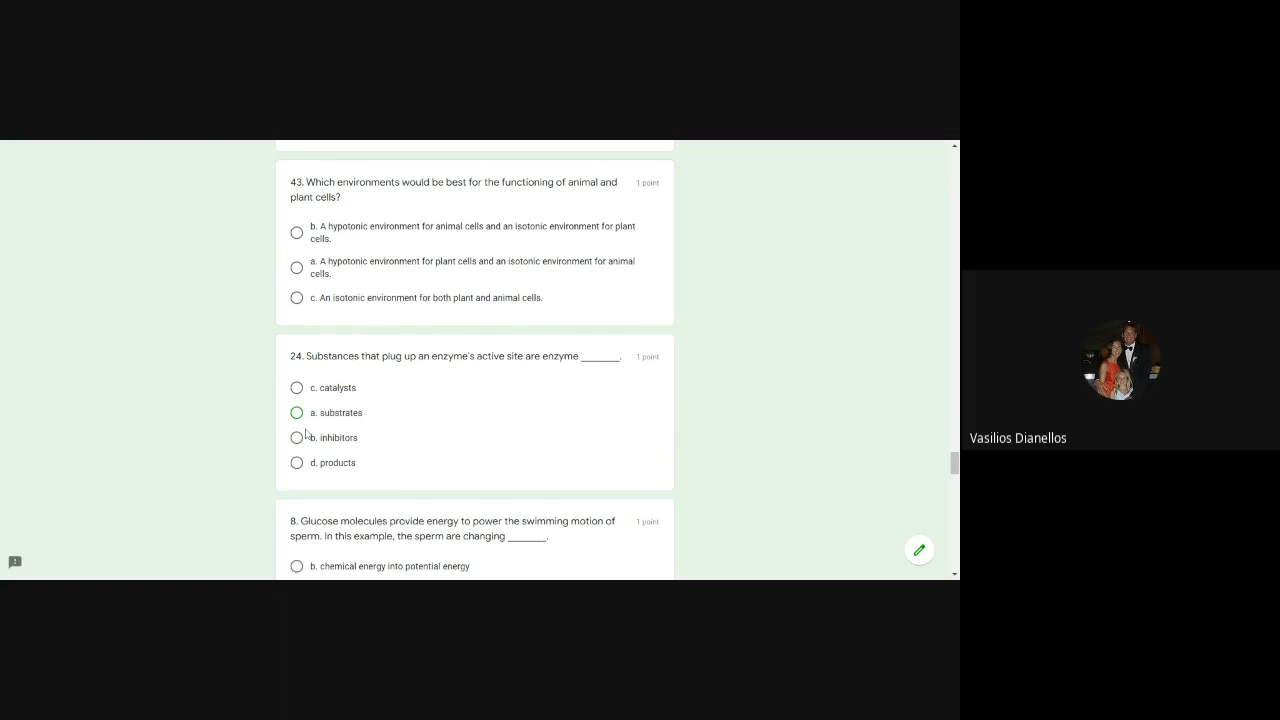 43. Which environments would be best for the functioning of animal and
plant cells?
1 point
b. A hypotonic environment for animal cells and an isotonic environment for plant
cells.
a. A hypotonic environment for plant cells and an isotonic environment for animal
cells.
c. An isotonic environment for both plant and animal cells.
24. Substances that plug up an enzyme's active site are enzyme _______.
1 point
c. catalysts
a. substrates
b. inhibitors
d. products
8. Glucose molecules provide energy to power the swimming motion of
sperm. In this example, the sperm are changing _______.
1 point
b. chemical energy into potential energy
Vasilios Dianellos